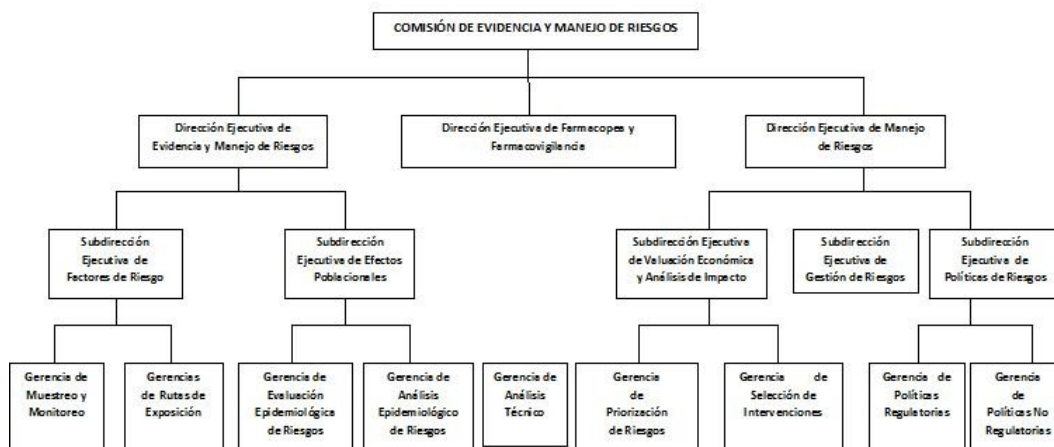 COMISIÓN DE EVIDENCIA Y MANEJO DE RIESGOS
Dirección Ejecutiva de
Evidencia y Manejo de Riesgos
Dirección Ejecutiva de Farmacopea y
Farmacovigilancia
Dirección Ejecutiva de Manejo
de Riesgos
Subdirección
Ejecutiva de
Factores de Riesgo
Subdirección
Ejecutiva de Efectos
Poblacionales
Subdirección Ejecutiva
de Valuación Económica
y Análisis de Impacto
Subdirección
Ejecutiva de
Gestión de Riesgos
Subdirección
Ejecutiva de
Políticas de Riesgos
Gerencia de
Muestreo y
Monitoreo
Gerencias
de Rutas de
Exposición
Gerencia de
Evaluación
Epidemiológica
de Riesgos
Gerencia de
Análisis
Epidemiológico
de Riesgos
Gerencia de
Análisis
Técnico
Gerencia
de
Priorización
de Riesgos
Gerencia de
Selección de
Intervenciones
Gerencia de
Políticas
Regulatorias
Gerencia
de
Políticas No
Regulatorias